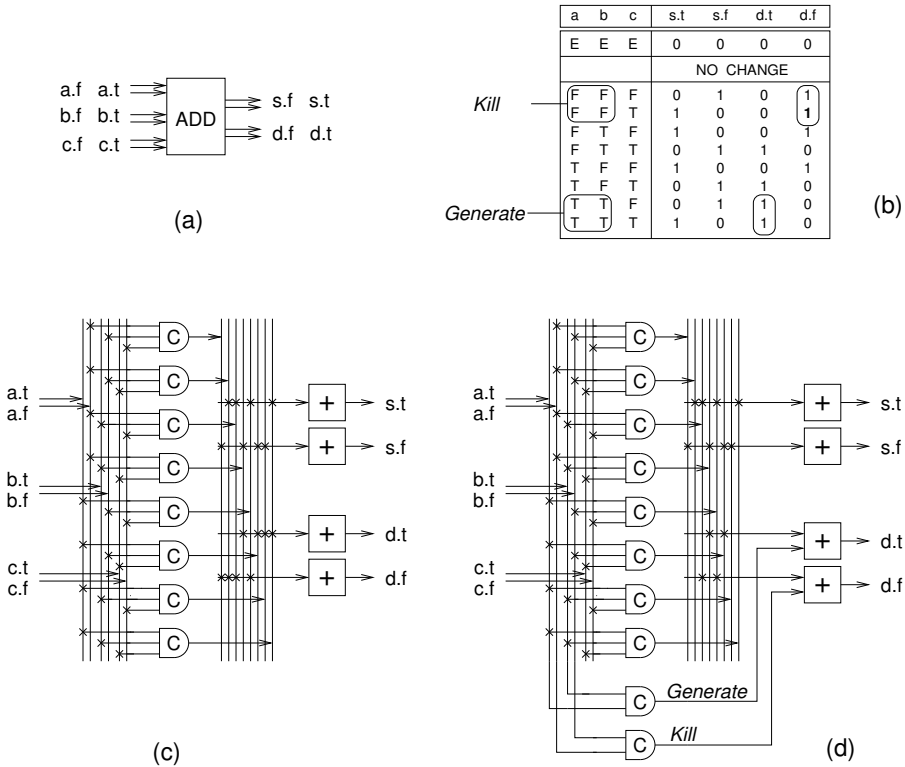 a.f a.t
b.f b.t
c.f c.t
ADD
s.f s.t
d.f d.t
(a)
a b c s.t s.f d.t d.f
E E E 0 0 0 0
NO CHANGE
Kill
F F F 0 1 0 1
F F T 1 0 0 1
F T F 1 0 0 1
F T T 0 1 1 0
T F F 1 0 0 1
T F T 0 1 1 0
Generate
T T F 0 1 1 0
T T T 1 0 1 0
(b)
C
C
C
C
C
C
C
C
a.t
a.f
b.t
b.f
c.t
c.f
+ s.t
+ s.f
+ d.t
+ d.f
(c)
C
C
C
C
C
C
C
C
a.t
a.f
b.t
b.f
c.t
c.f
+ s.t
+ s.f
+ d.t
+ d.f
C Generate
C Kill
(d)